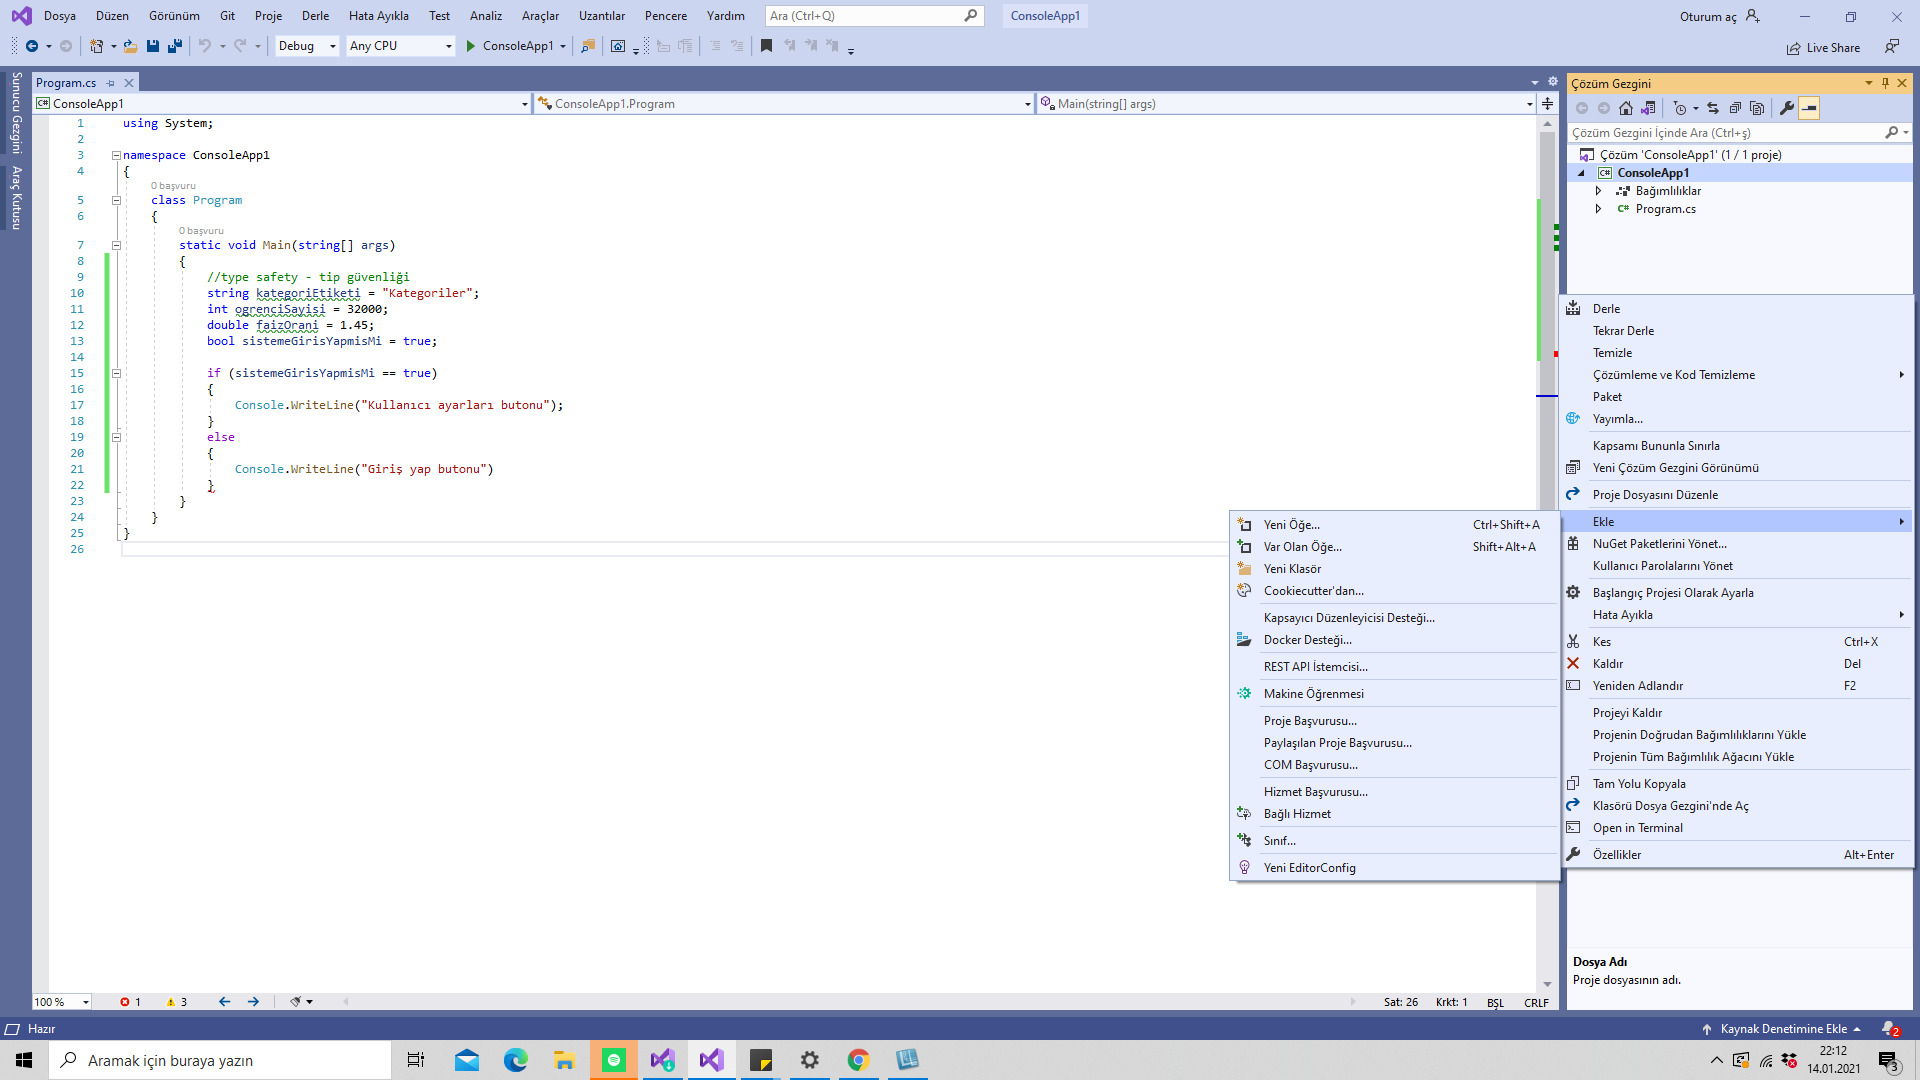 Dosya Düzen Görünüm Git Proje Derle Hata Ayıkla Test Analiz Araçlar Uzantılar Pencere Yardım Ara (Ctrl+Q) ConsoleApp1 Oturum aç
Debug Any CPU ConsoleApp1 Live Share
Sunucu Gezgini
Araç Kutusu
Program.cs
ConsoleApp1 ConsoleApp1.Program Main(string[] args)
1 using System;
2
3 namespace ConsoleApp1
4 {
0 başvuru
5 class Program
6 {
0 başvuru
7 static void Main(string[] args)
8 {
9 //type safety - tip güvenliği
10 string kategoriEtiketi = "Kategoriler";
11 int ogrenciSayisi = 32000;
12 double faizOrani = 1.45;
13 bool sistemeGirisYapmisMi = true;
14
15 if (sistemeGirisYapmisMi == true)
16 {
17 Console.WriteLine("Kullanıcı ayarları butonu");
18 }
19 else
20 {
21 Console.WriteLine("Giriş yap butonu")
22 }
23 }
24 }
25 }
26
Çözüm Gezgini
Çözüm Gezgini İçinde Ara (Ctrl+ş)
Çözüm 'ConsoleApp1' (1 / 1 proje)
ConsoleApp1
Bağımlılıklar
C# Program.cs
Derle
Tekrar Derle
Temizle
Çözümleme ve Kod Temizleme
Paket
Yayımla...
Kapsamı Bununla Sınırla
Yeni Çözüm Gezgini Görünümü
Proje Dosyasını Düzenle
Ekle
NuGet Paketlerini Yönet...
Kullanıcı Parolalarını Yönet
Başlangıç Projesi Olarak Ayarla
Hata Ayıkla
Kes Ctrl+X
Kaldır Del
Yeniden Adlandır F2
Projeyi Kaldır
Projenin Doğrudan Bağımlılıklarını Yükle
Projenin Tüm Bağımlılık Ağacını Yükle
Tam Yolu Kopyala
Klasörü Dosya Gezgini'nde Aç
Open in Terminal
Özellikler Alt+Enter
Yeni Öğe... Ctrl+Shift+A
Var Olan Öğe... Shift+Alt+A
Yeni Klasör
Cookiecutter'dan...
Kapsayıcı Düzenleyicisi Desteği...
Docker Desteği...
REST API İstemcisi...
Makine Öğrenmesi
Proje Başvurusu...
Paylaşılan Proje Başvurusu...
COM Başvurusu...
Hizmet Başvurusu...
Bağlı Hizmet
Sınıf...
Yeni EditorConfig
Dosya Adı
Proje dosyasının adı.
100 % 1 3 Sat: 26 Krkt: 1 BŞL CRLF
Hazır Kaynak Denetimine Ekle 2
Aramak için buraya yazın 22:12
14.01.2021 3